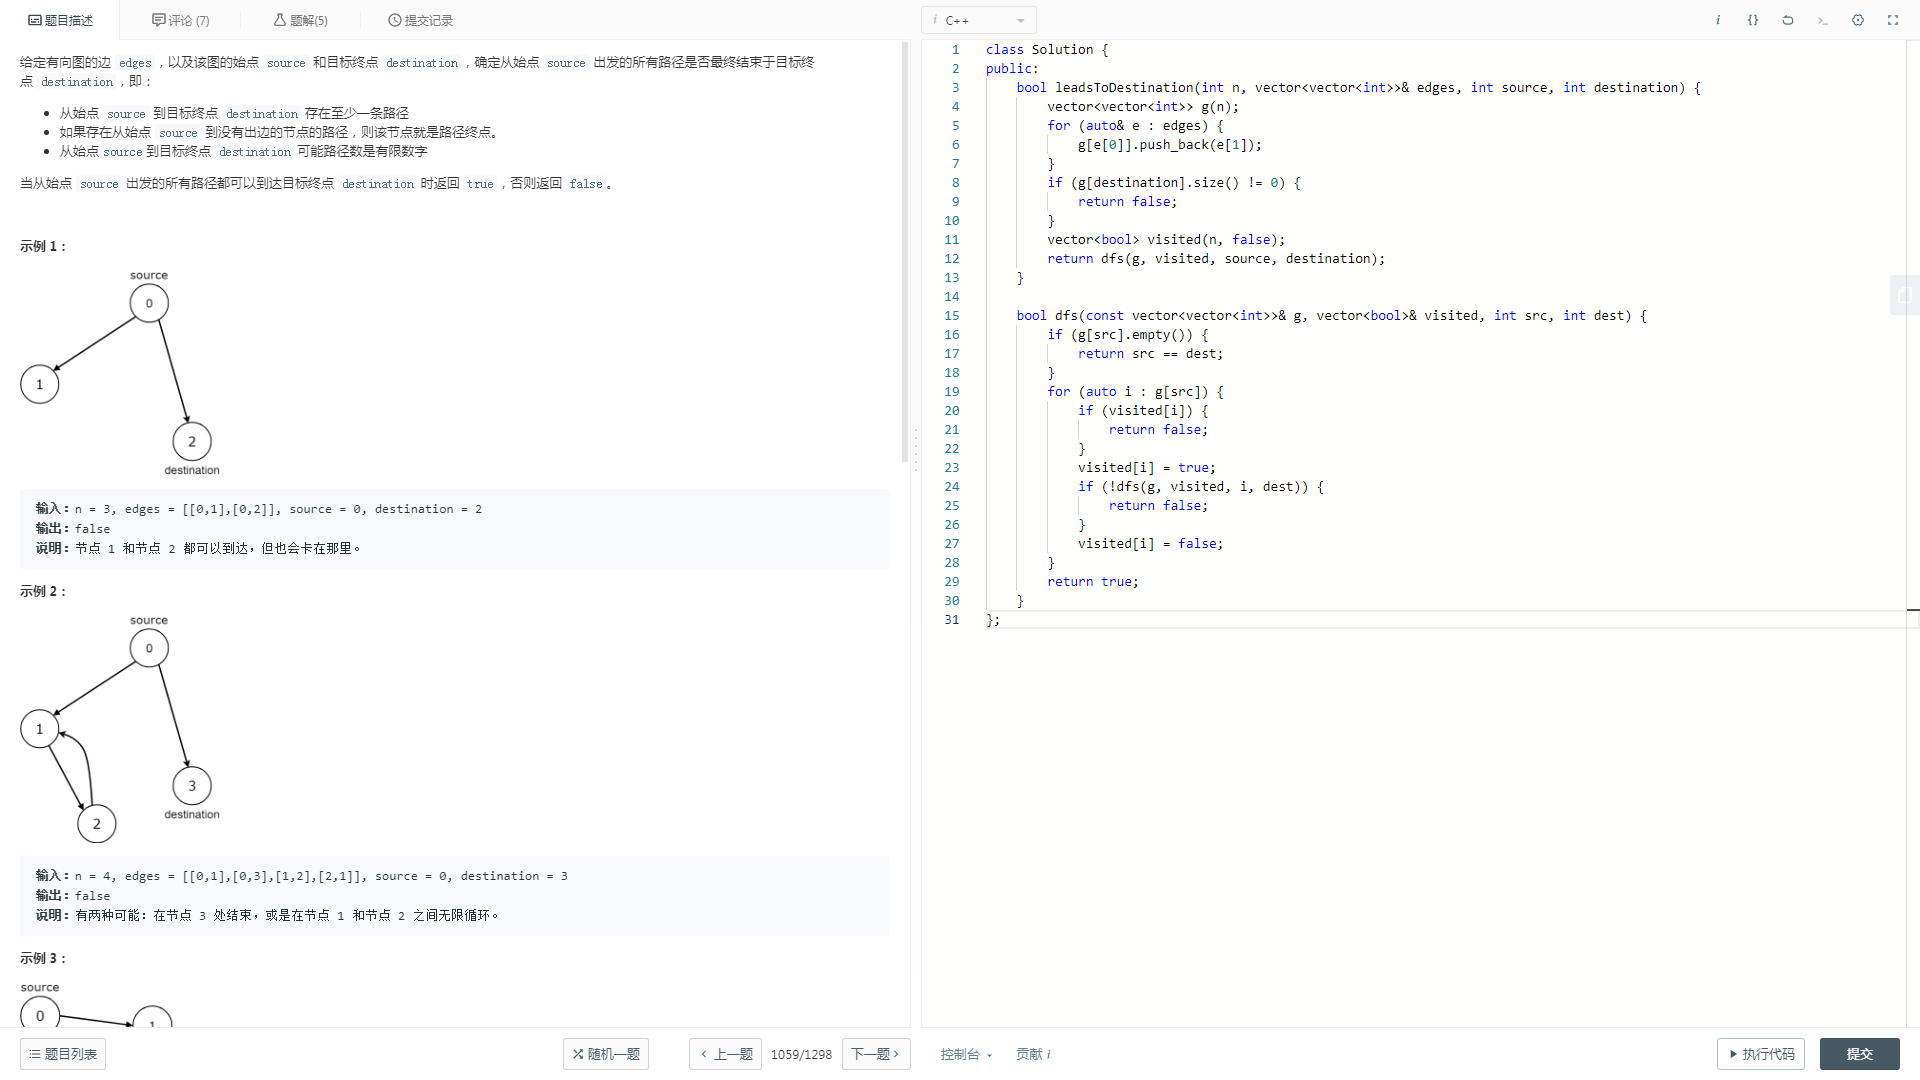 题目描述 评论 (7) 题解(5) 提交记录
给定有向图的边 edges ，以及该图的始点 source 和目标终点 destination ，确定从始点 source 出发的所有路径是否最终结束于目标终
点 destination ，即：
从始点 source 到目标终点 destination 存在至少一条路径
如果存在从始点 source 到没有出边的节点的路径，则该节点就是路径终点。
从始点source到目标终点 destination 可能路径数是有限数字
当从始点 source 出发的所有路径都可以到达目标终点 destination 时返回 true ，否则返回 false 。
示例 1：
source
0
1
2
destination
输入：n = 3, edges = [[0,1],[0,2]], source = 0, destination = 2
输出：false
说明：节点 1 和节点 2 都可以到达，但也会卡在那里。
示例 2：
source
0
1
3
destination
2
输入：n = 4, edges = [[0,1],[0,3],[1,2],[2,1]], source = 0, destination = 3
输出：false
说明：有两种可能：在节点 3 处结束，或是在节点 1 和节点 2 之间无限循环。
示例 3：
source
0
1
题目列表 随机一题 上一题 1059/1298 下一题
i C++ i {}
1 class Solution {
2 public:
3     bool leadsToDestination(int n, vector<vector<int>>& edges, int source, int destination) {
4         vector<vector<int>> g(n);
5         for (auto& e : edges) {
6             g[e[0]].push_back(e[1]);
7         }
8         if (g[destination].size() != 0) {
9             return false;
10         }
11         vector<bool> visited(n, false);
12         return dfs(g, visited, source, destination);
13     }
14
15     bool dfs(const vector<vector<int>>& g, vector<bool>& visited, int src, int dest) {
16         if (g[src].empty()) {
17             return src == dest;
18         }
19         for (auto i : g[src]) {
20             if (visited[i]) {
21                 return false;
22             }
23             visited[i] = true;
24             if (!dfs(g, visited, i, dest)) {
25                 return false;
26             }
27             visited[i] = false;
28         }
29         return true;
30     }
31 };
控制台 贡献 i 执行代码 提交